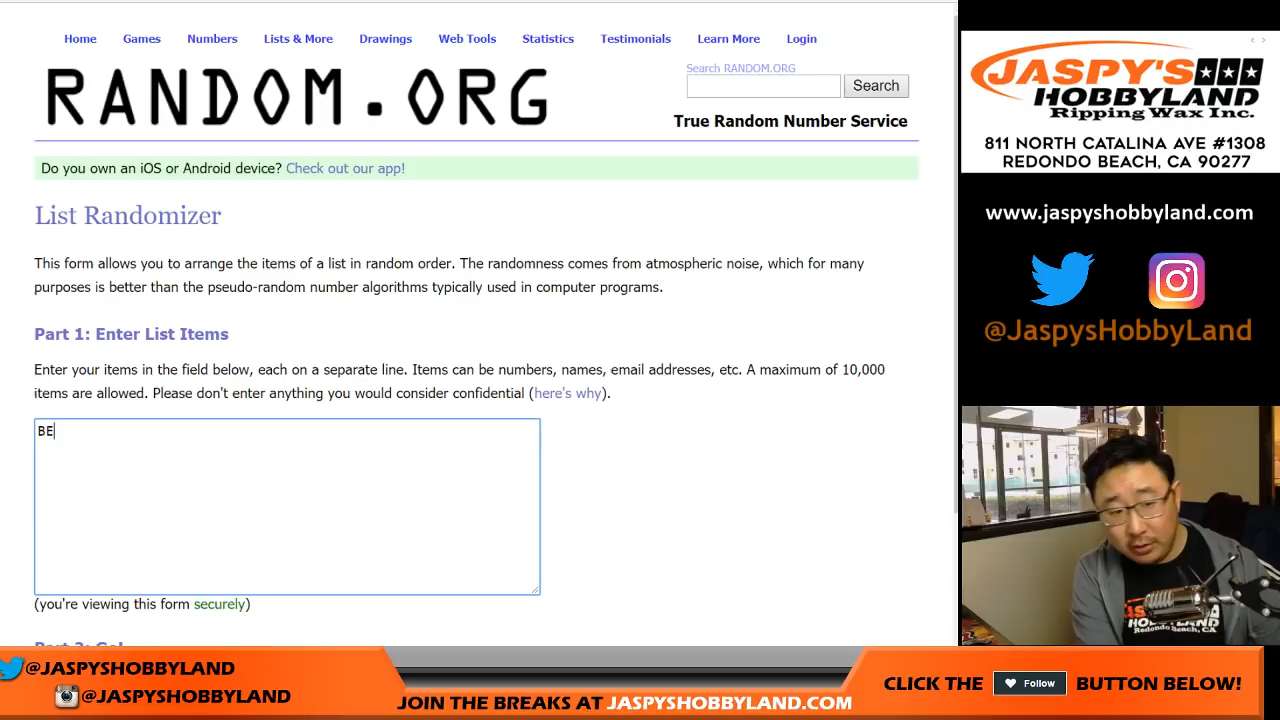 Home Games Numbers Lists & More Drawings Web Tools Statistics Testimonials Learn More Login
RANDOM.ORG
Search RANDOM.ORG
Search
True Random Number Service
Do you own an iOS or Android device? Check out our app!
List Randomizer
This form allows you to arrange the items of a list in random order. The randomness comes from atmospheric noise, which for many
purposes is better than the pseudo-random number algorithms typically used in computer programs.
Part 1: Enter List Items
Enter your items in the field below, each on a separate line. Items can be numbers, names, email addresses, etc. A maximum of 10,000
items are allowed. Please don't enter anything you would consider confidential (here's why).
BE
(you're viewing this form securely)
JASPY'S
HOBBYLAND
Ripping Wax Inc.
811 NORTH CATALINA AVE #1308
REDONDO BEACH, CA 90277
www.jaspyshobbyland.com
@JaspysHobbyLand
HOBBYLAND
Redondo Beach, CA
@JASPYSHOBBYLAND
@JASPYSHOBBYLAND
JOIN THE BREAKS AT JASPYSHOBBYLAND.COM
CLICK THE Follow BUTTON BELOW!